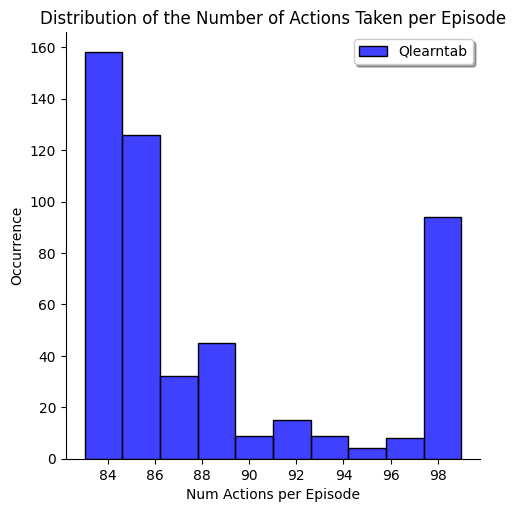 Distribution of the Number of Actions Taken per Episode
Qlearntab
160
140
120
100
80
60
40
20
0
Occurrence
84 86 88 90 92 94 96 98
Num Actions per Episode